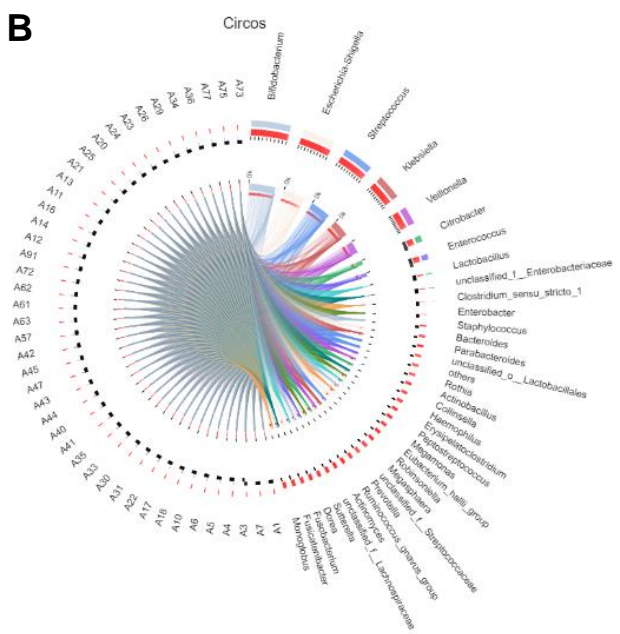 B
Circos
Bifidobacterium
Escherichia-Shigella
Streptococcus
Klebsiella
Veillonella
Citrobacter
Enterococcus
Lactobacillus
unclassified_f__Enterobacteriaceae
Clostridium_sensu_stricto_1
Enterobacter
Staphylococcus
Bacteroides
Parabacteroides
unclassified_o__Lactobacillales
others
Rothia
Actinobacillus
Collinsella
Haemophilus
Erysipelatoclostridium
Peptostreptococcus
Megamonas
Eubacterium_hallii_group
Robinsoniella
Megasphaera
unclassified_f__Streptococcaceae
Prevotella
Ruminococcus_gnavus_group
Actinomyces
unclassified_f__Lachnospiraceae
Sutterella
Dorea
Fusobacterium
Fusicatenibacter
Monoglobus
A1
A7
A3
A4
A5
A6
A10
A18
A17
A22
A31
A30
A33
A35
A41
A40
A44
A43
A47
A45
A42
A57
A63
A61
A62
A72
A91
A12
A14
A16
A11
A13
A21
A25
A20
A24
A23
A26
A29
A34
A36
A77
A75
A73